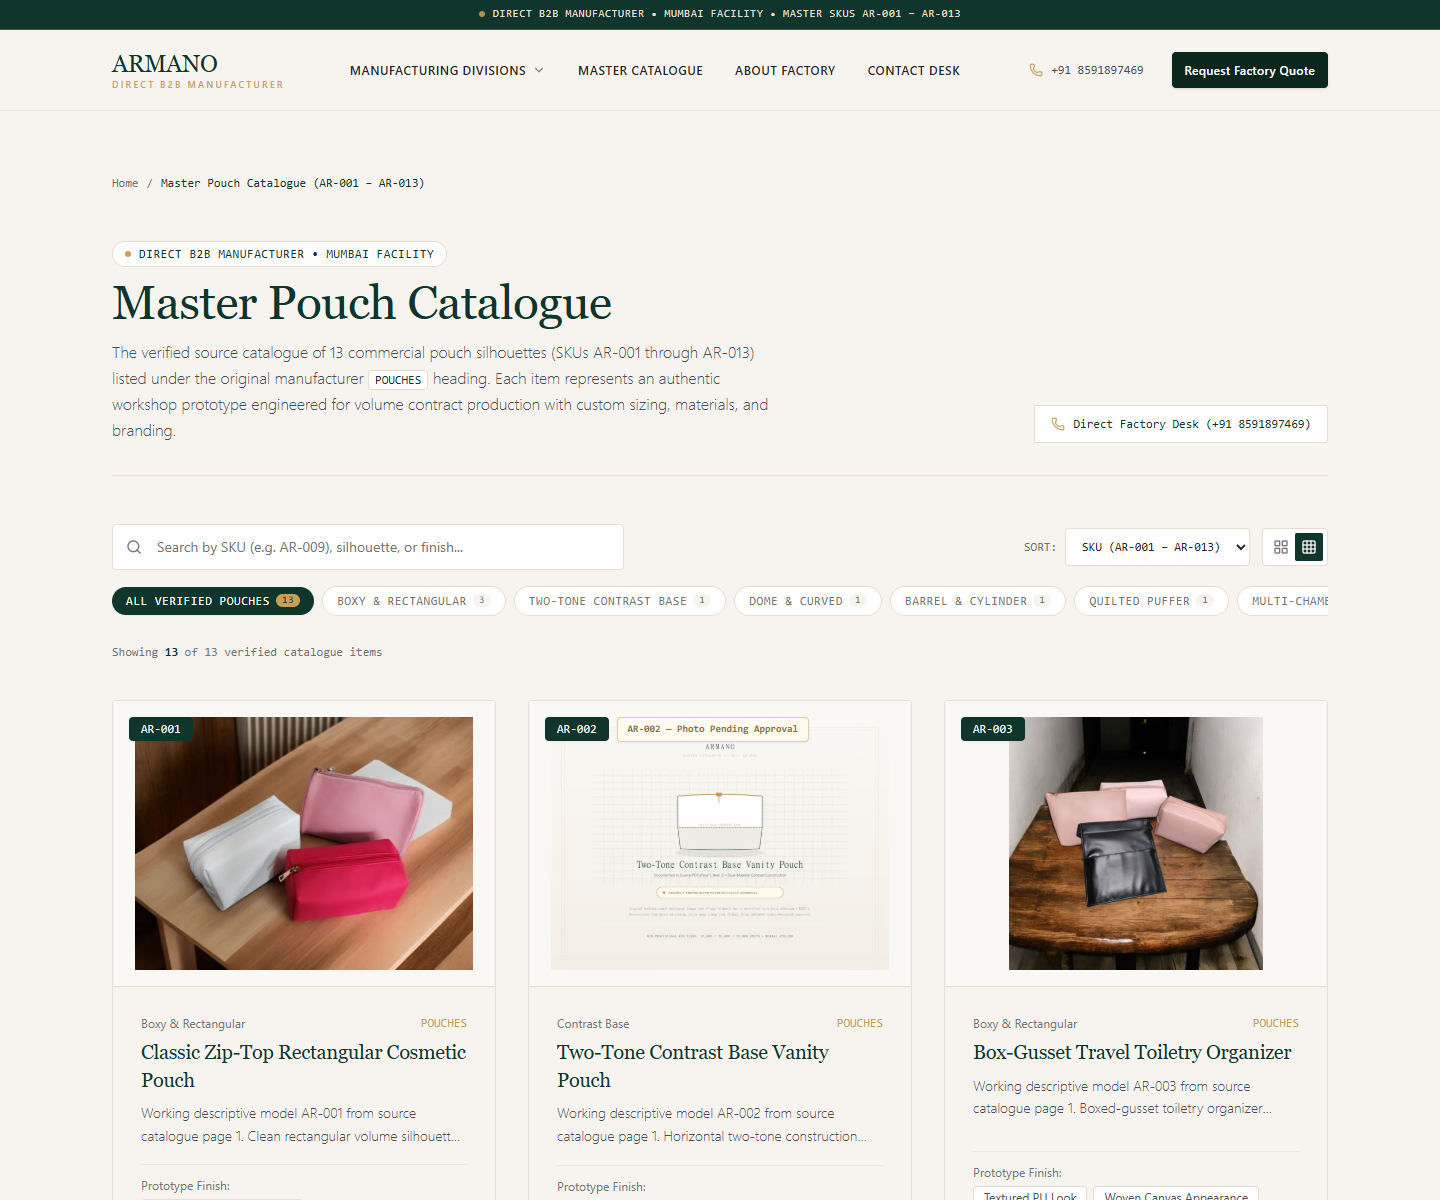 DIRECT B2B MANUFACTURER • MUMBAI FACILITY • MASTER SKUS AR-001 – AR-013
ARMANO
DIRECT B2B MANUFACTURER
MANUFACTURING DIVISIONS
MASTER CATALOGUE
ABOUT FACTORY
CONTACT DESK
+91 8591897469
Request Factory Quote
Home / Master Pouch Catalogue (AR-001 – AR-013)
DIRECT B2B MANUFACTURER • MUMBAI FACILITY
Master Pouch Catalogue
The verified source catalogue of 13 commercial pouch silhouettes (SKUs AR-001 through AR-013)
listed under the original manufacturer POUCHES heading. Each item represents an authentic
workshop prototype engineered for volume contract production with custom sizing, materials, and
branding.
Direct Factory Desk (+91 8591897469)
Search by SKU (e.g. AR-009), silhouette, or finish...
SORT: SKU (AR-001 – AR-013)
ALL VERIFIED POUCHES 13
BOXY & RECTANGULAR 3
TWO-TONE CONTRAST BASE 1
DOME & CURVED 1
BARREL & CYLINDER 1
QUILTED PUFFER 1
MULTI-CHAMB
Showing 13 of 13 verified catalogue items
AR-001
Boxy & Rectangular
POUCHES
Classic Zip-Top Rectangular Cosmetic
Pouch
Working descriptive model AR-001 from source
catalogue page 1. Clean rectangular volume silhouett...
Prototype Finish:
AR-002
AR-002 — Photo Pending Approval
ARMANO
Two-Tone Contrast Base Vanity Pouch
Contrast Base
POUCHES
Two-Tone Contrast Base Vanity
Pouch
Working descriptive model AR-002 from source
catalogue page 1. Horizontal two-tone construction...
Prototype Finish:
AR-003
Boxy & Rectangular
POUCHES
Box-Gusset Travel Toiletry Organizer
Working descriptive model AR-003 from source
catalogue page 1. Boxed-gusset toiletry organizer...
Prototype Finish:
Textured PU Look
Woven Canvas Appearance